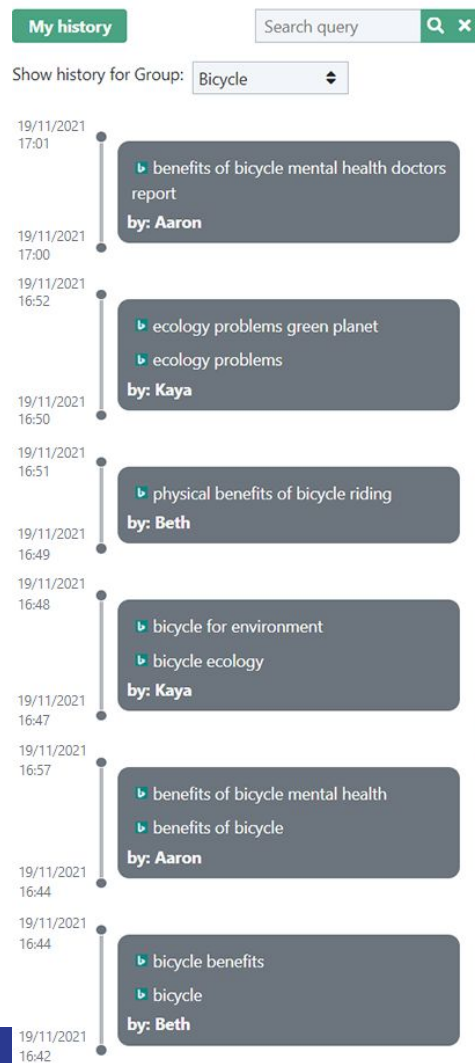 My history
Search query
Show history for Group: Bicycle
19/11/2021
17:01
benefits of bicycle mental health doctors
report
by: Aaron
19/11/2021
17:00
19/11/2021
16:52
ecology problems green planet
ecology problems
by: Kaya
19/11/2021
16:50
19/11/2021
16:51
physical benefits of bicycle riding
by: Beth
19/11/2021
16:49
19/11/2021
16:48
bicycle for environment
bicycle ecology
by: Kaya
19/11/2021
16:47
19/11/2021
16:57
benefits of bicycle mental health
benefits of bicycle
by: Aaron
19/11/2021
16:44
19/11/2021
16:44
bicycle benefits
bicycle
by: Beth
19/11/2021
16:42